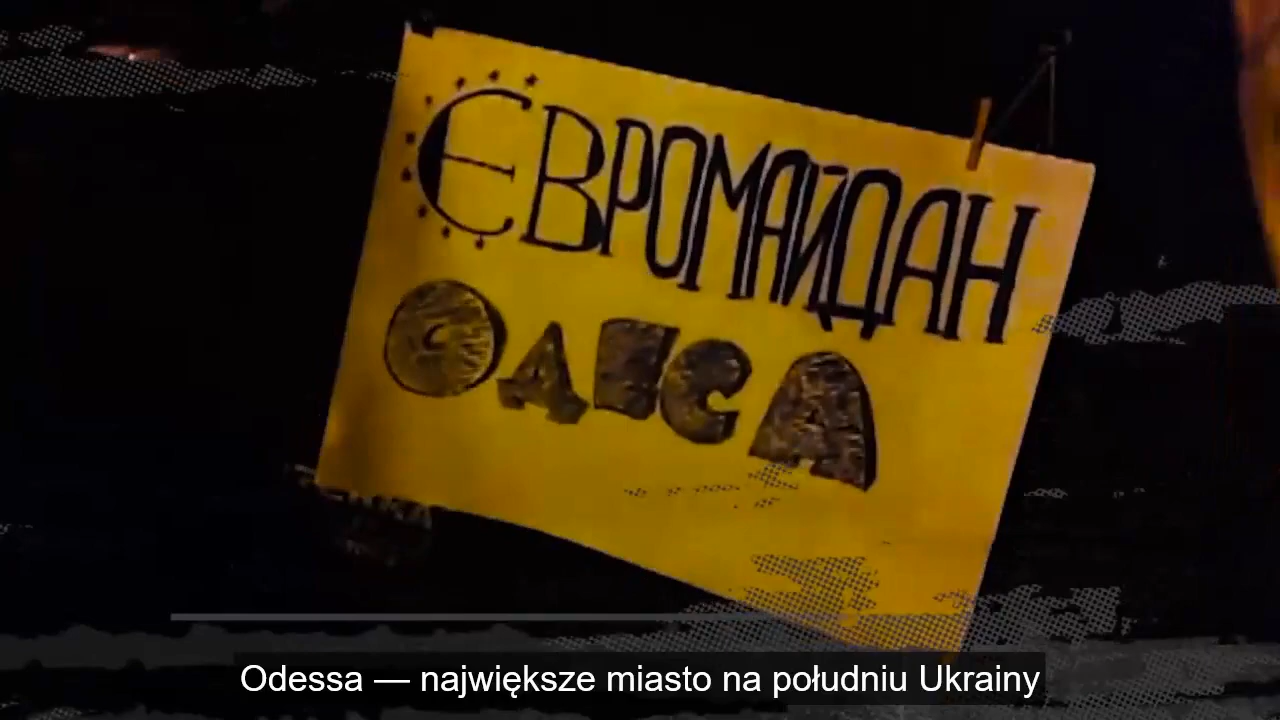 ЄВРОМАЙДАН
ОДЕСА
Odessa — największe miasto na południu Ukrainy